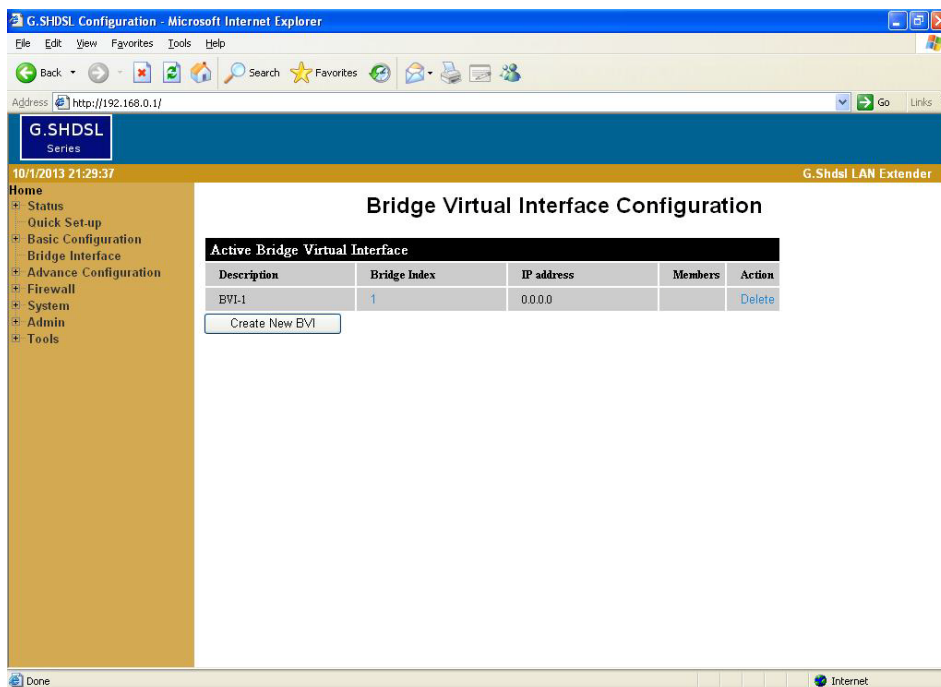 G.SHDSL Configuration - Microsoft Internet Explorer
File Edit View Favorites Tools Help
Back Search Favorites
Address http://192.168.0.1/ Go Links
G.SHDSL
Series
10/1/2013 21:29:37 G.Shdsl LAN Extender
Home
Status
Quick Set-up
Basic Configuration
Bridge Interface
Advance Configuration
Firewall
System
Admin
Tools
Bridge Virtual Interface Configuration
Active Bridge Virtual Interface
Description Bridge Index IP address Members Action
BVI-1 1 0.0.0.0 Delete
Create New BVI
Done Internet